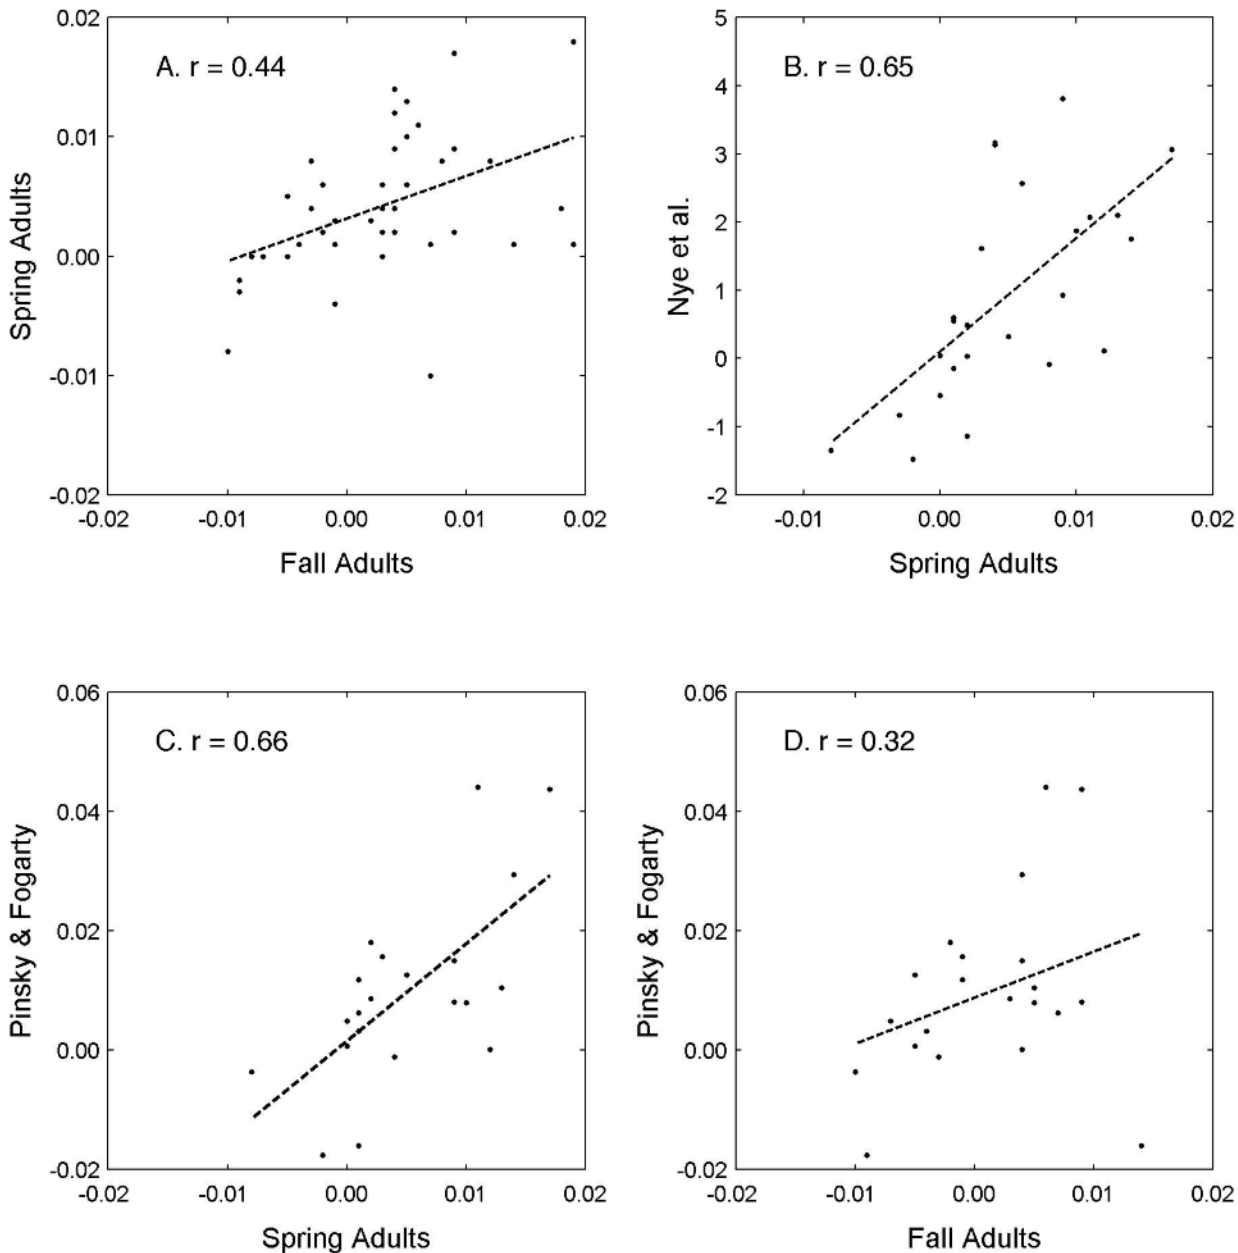 A. r = 0.44
0.02
0.01
0.00
-0.01
-0.02
Spring Adults
-0.02 -0.01 0.00 0.01 0.02
Fall Adults
B. r = 0.65
5
4
3
2
1
0
-1
-2
Nye et al.
-0.01 0.00 0.01 0.02
Spring Adults
C. r = 0.66
0.06
0.04
0.02
0.00
-0.02
Pinsky & Fogarty
-0.02 -0.01 0.00 0.01 0.02
Spring Adults
D. r = 0.32
0.06
0.04
0.02
0.00
-0.02
Pinsky & Fogarty
-0.02 -0.01 0.00 0.01 0.02
Fall Adults